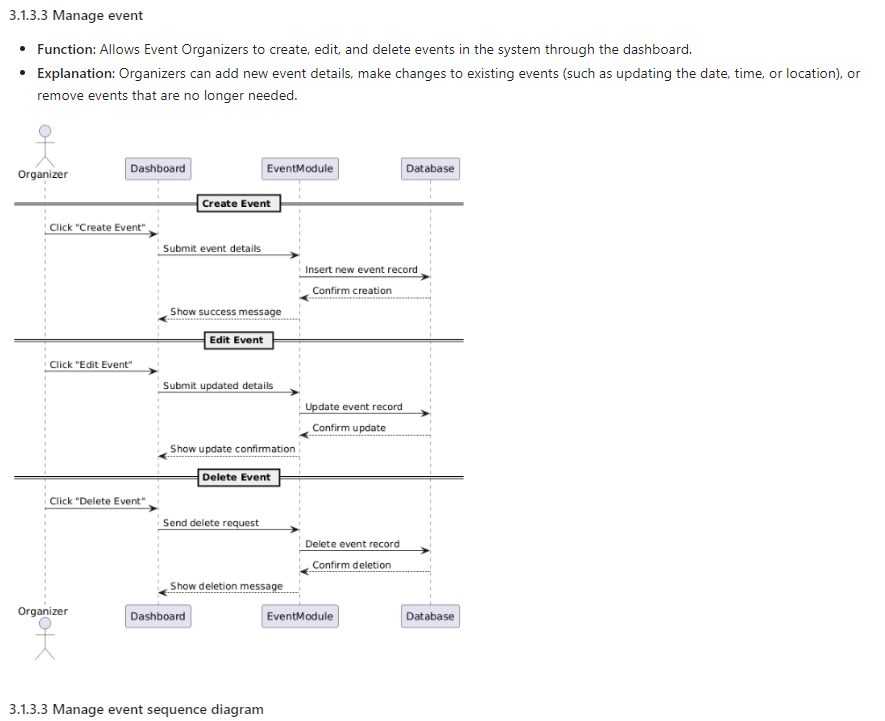 3.1.3.3 Manage event
• Function: Allows Event Organizers to create, edit, and delete events in the system through the dashboard.
• Explanation: Organizers can add new event details, make changes to existing events (such as updating the date, time, or location), or
remove events that are no longer needed.
Organizer Dashboard EventModule Database
Create Event
Click "Create Event"
Submit event details
Insert new event record
Confirm creation
Show success message
Edit Event
Click "Edit Event"
Submit updated details
Update event record
Confirm update
Show update confirmation
Delete Event
Click "Delete Event"
Send delete request
Delete event record
Confirm deletion
Show deletion message
Organizer Dashboard EventModule Database
3.1.3.3 Manage event sequence diagram